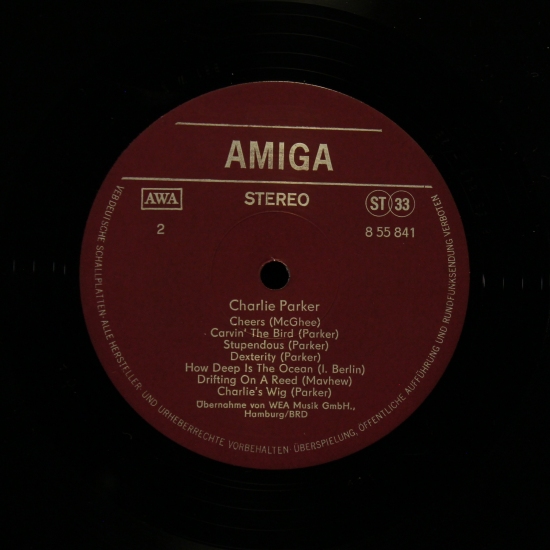 AMIGA
AWA
STEREO
ST 33
2
8 55 841
Charlie Parker
Cheers (McGhee)
Carvin' The Bird (Parker)
Stupendous (Parker)
Dexterity (Parker)
How Deep Is The Ocean (I. Berlin)
Drifting On A Reed (Mavhew)
Charlie's Wig (Parker)
Übernahme von WEA Musik GmbH.,
Hamburg/BRD
VEB DEUTSCHE SCHALLPLATTEN · ALLE HERSTELLER- UND URHEBERRECHTE VORBEHALTEN · ÜBERSPIELUNG, ÖFFENTLICHE AUFFÜHRUNG UND RUNDFUNKSENDUNG VERBOTEN